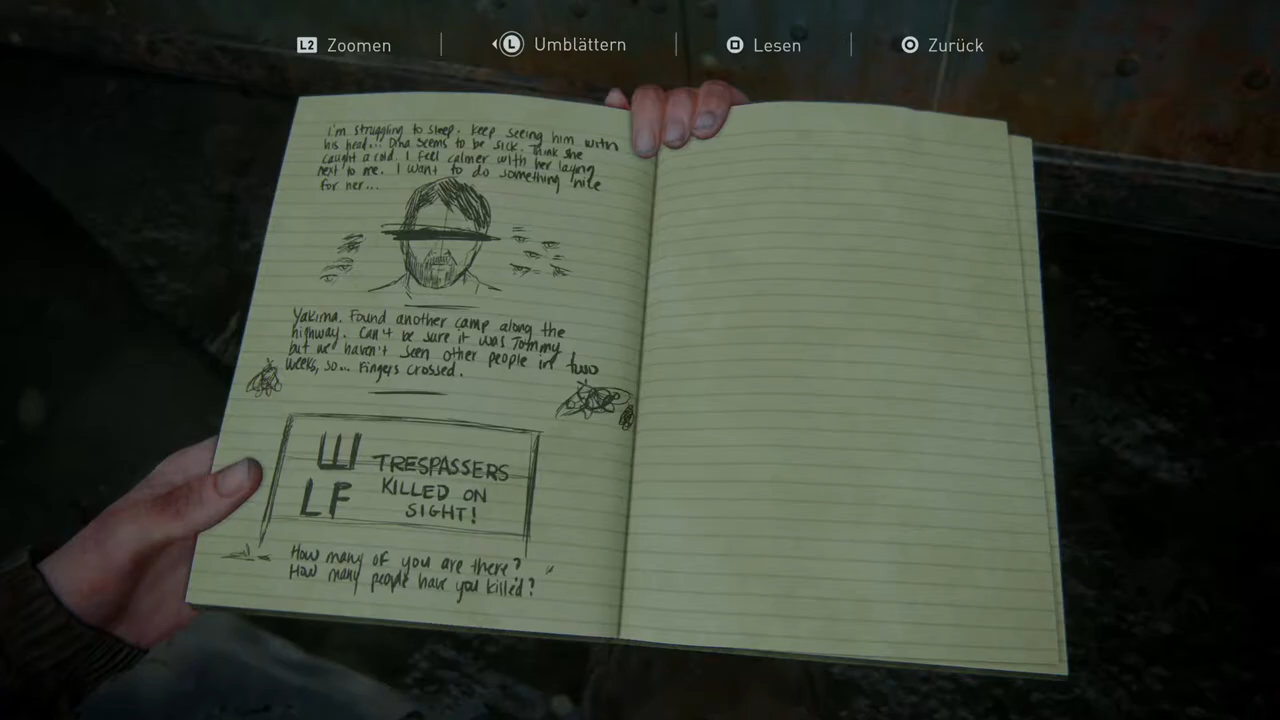 L2 Zoomen
L Umblättern
Lesen
Zurück
i'm struggling to sleep. Keep seeing him with
his head... Dina seems to be sick. Think she
caught a cold. I feel calmer with her laying
next to me. I want to do something nice
for her...
Yakima. Found another camp along the
highway. Can't be sure it was Tommy
but we haven't seen other people in two
weeks, so... Fingers crossed.
W TRESPASSERS
LF KILLED ON
SIGHT!
How many of you are there?
How many people have you killed?